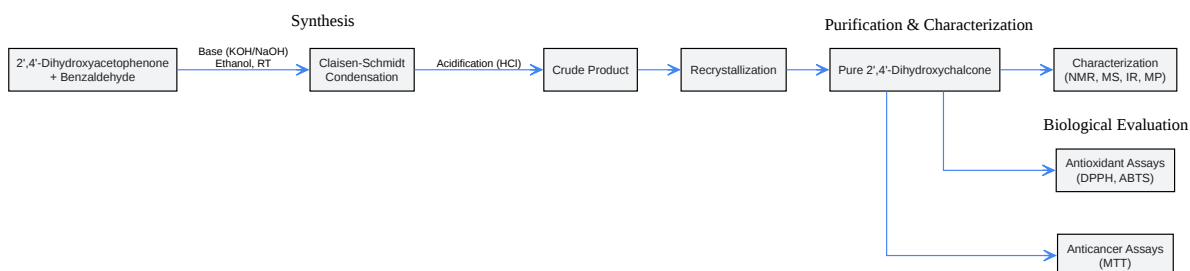 Synthesis
Purification & Characterization
2',4'-Dihydroxyacetophenone
+ Benzaldehyde
Base (KOH/NaOH)
Ethanol, RT
Claisen-Schmidt
Condensation
Acidification (HCl)
Crude Product
Recrystallization
Pure 2',4'-Dihydroxychalcone
Characterization
(NMR, MS, IR, MP)
Biological Evaluation
Antioxidant Assays
(DPPH, ABTS)
Anticancer Assays
(MTT)